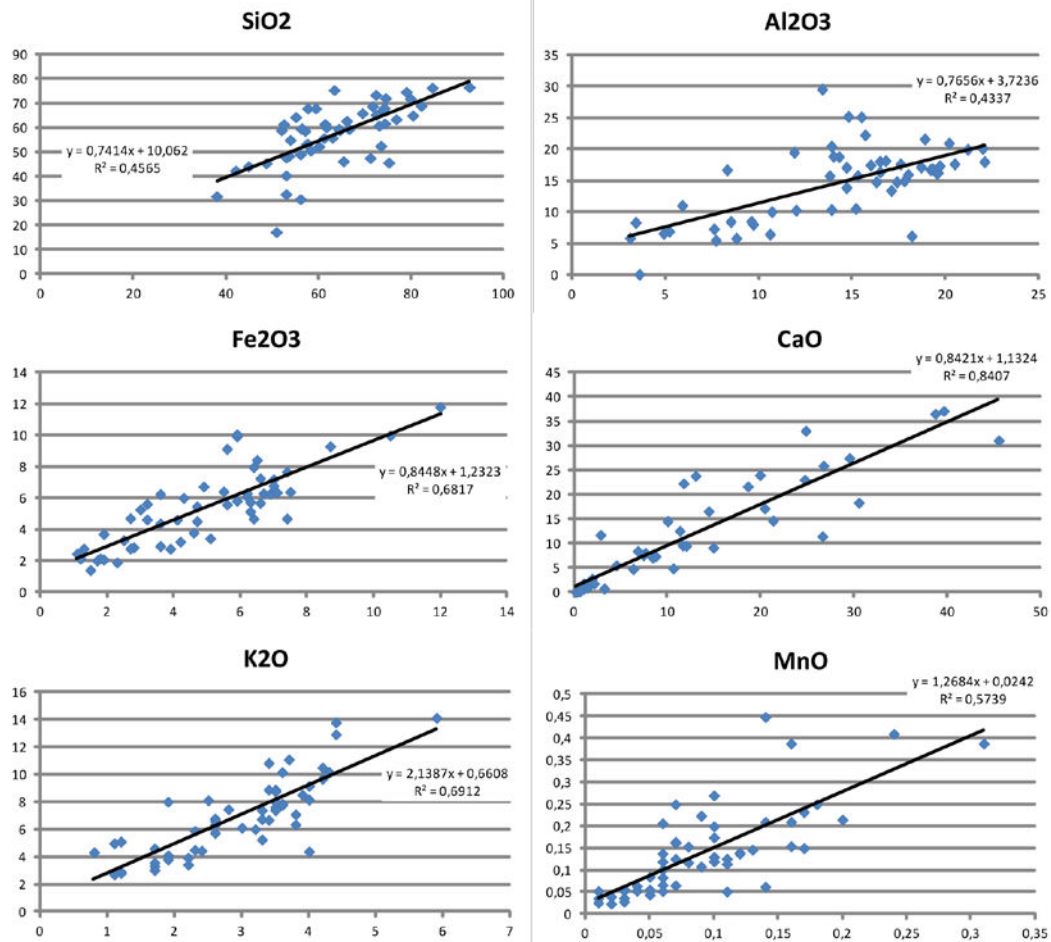 SiO2
90
80
70
60
50
40
30
20
10
0
y = 0,7414x + 10,062
R² = 0,4565
0 20 40 60 80 100
Al2O3
35
30
25
20
15
10
5
0
y = 0,7656x + 3,7236
R² = 0,4337
0 5 10 15 20 25
Fe2O3
14
12
10
8
6
4
2
0
y = 0,8448x + 1,2323
R² = 0,6817
0 2 4 6 8 10 12 14
CaO
y = 0,8421x + 1,1324
R² = 0,8407
45
40
35
30
25
20
15
10
5
0
0 10 20 30 40 50
K2O
16
14
12
10
8
6
4
2
0
y = 2,1387x + 0,6608
R² = 0,6912
0 1 2 3 4 5 6 7
MnO
y = 1,2684x + 0,0242
R² = 0,5739
0,5
0,45
0,4
0,35
0,3
0,25
0,2
0,15
0,1
0,05
0
0 0,05 0,1 0,15 0,2 0,25 0,3 0,35